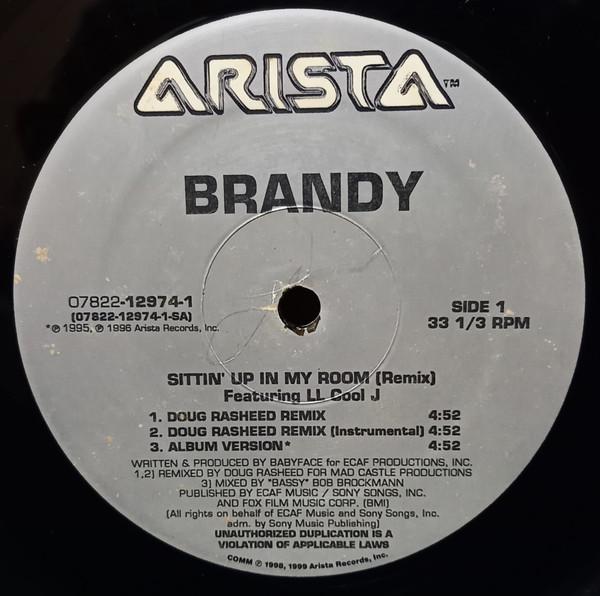 ARISTA™
BRANDY
07822-12974-1
(07822-12974-1-SA)
*℗ 1995, ℗ 1996 Arista Records, Inc.
SIDE 1
33 1/3 RPM
SITTIN' UP IN MY ROOM (Remix)
Featuring LL Cool J
1. DOUG RASHEED REMIX 4:52
2. DOUG RASHEED REMIX (Instrumental) 4:52
3. ALBUM VERSION* 4:52
WRITTEN & PRODUCED BY BABYFACE for ECAF PRODUCTIONS, INC.
1,2) REMIXED BY DOUG RASHEED FOR MAD CASTLE PRODUCTIONS
3) MIXED BY "BASSY" BOB BROCKMANN
PUBLISHED BY ECAF MUSIC / SONY SONGS, INC.
AND FOX FILM MUSIC CORP. (BMI)
(All rights on behalf of ECAF Music and Sony Songs, Inc.
adm. by Sony Music Publishing)
UNAUTHORIZED DUPLICATION IS A
VIOLATION OF APPLICABLE LAWS
COMM ℗ 1998, 1999 Arista Records, Inc.